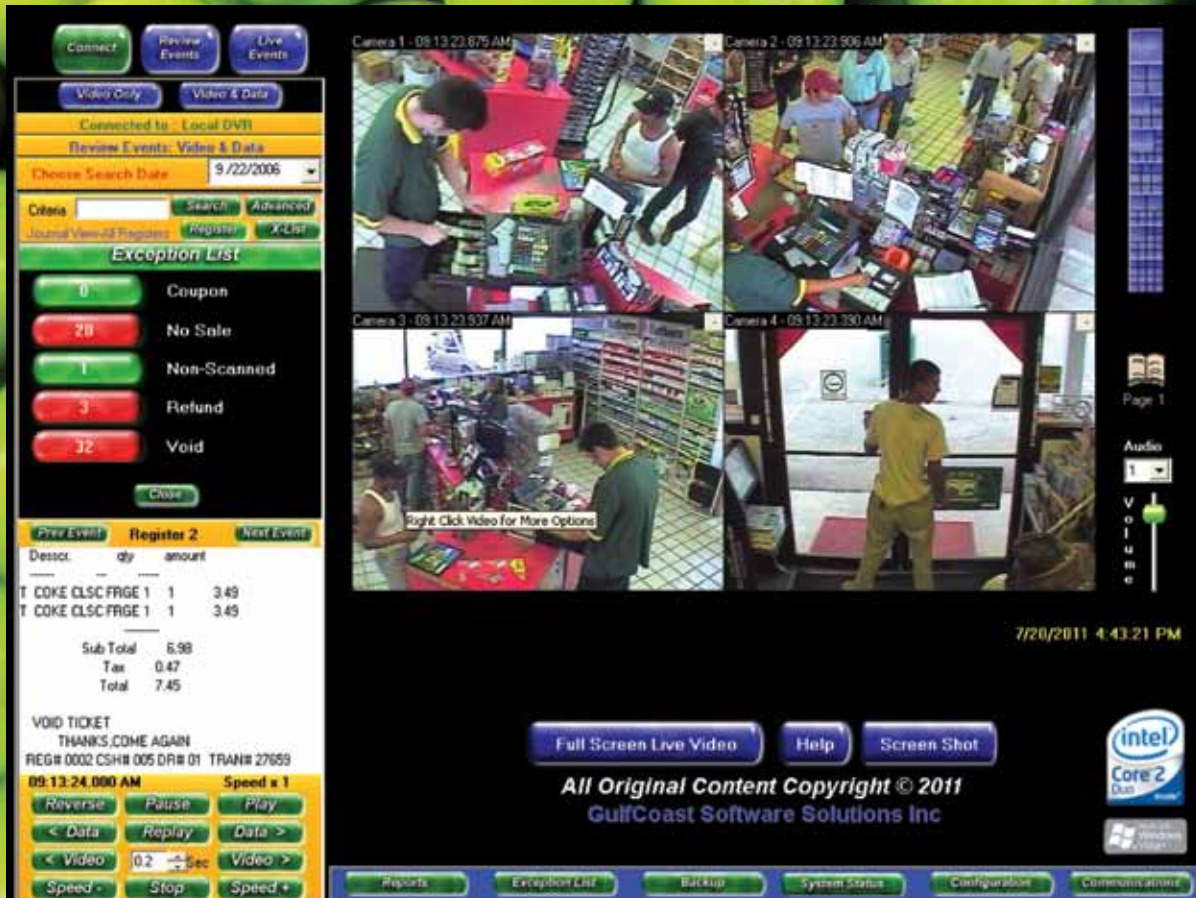 Connect
Review Events
Live Events
Video Only
Video & Data
Connected to : Local DVR
Review Events: Video & Data
Choose Search Date
9 /22/2006
Criteria
Search
Advanced
Journal View-All Registers
Register
X-List
Exception List
0 Coupon
20 No Sale
1 Non-Scanned
3 Refund
32 Void
Close
Prev Event
Register 2
Next Event
Descr. qty amount
T COKE CLSC FRGE 1 1 3.49
T COKE CLSC FRGE 1 1 3.49
Sub Total 6.98
Tax 0.47
Total 7.45
VOID TICKET
THANKS,COME AGAIN
REG# 0002 CSH# 005 DR# 01 TRAN# 27659
09:13:24.000 AM
Speed x 1
Reverse
Pause
Play
< Data
Replay
Data >
< Video
0.2
Sec
Video >
Speed -
Stop
Speed +
Camera 1 - 09:13:23.875 AM
Camera 2 - 09:13:23.906 AM
Camera 3 - 09:13:23.937 AM
Camera 4 - 09:13:23.390 AM
Right Click Video for More Options
Page 1
Audio
1
Volume
7/20/2011 4:43:21 PM
Full Screen Live Video
Help
Screen Shot
All Original Content Copyright © 2011
GulfCoast Software Solutions Inc
intel
Core 2
Duo
inside
Windows
Vista
Reports
Exception List
Backup
System Status
Configuration
Communications